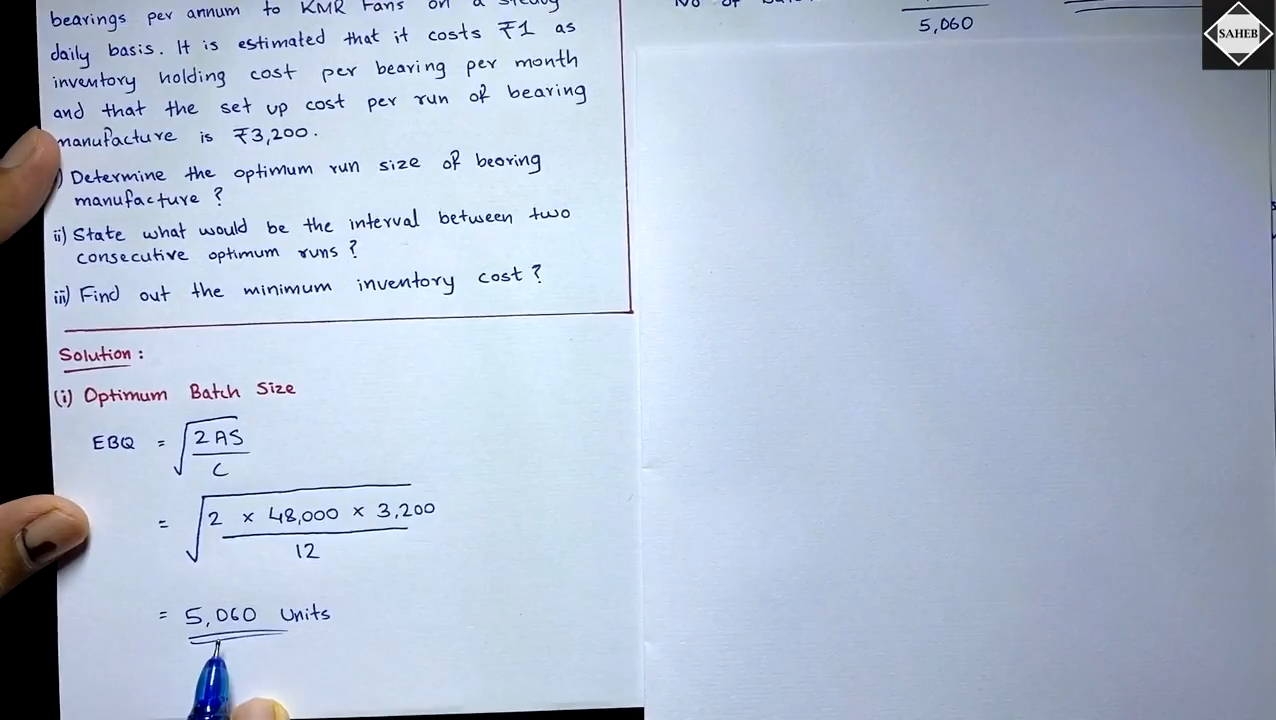 bearings per annum to KMR Fans on a steady
daily basis. It is estimated that it costs ₹1 as
inventory holding cost per bearing per month
and that the set up cost per run of bearing
manufacture is ₹3,200.
) Determine the optimum run size of bearing
manufacture ?
ii) State what would be the interval between two
consecutive optimum runs ?
iii) Find out the minimum inventory cost ?
Solution :
(i) Optimum Batch Size
EBQ = √2AS
C
= √2 × 48,000 × 3,200
12
= 5,060 Units
No of
5,060
SAHEB